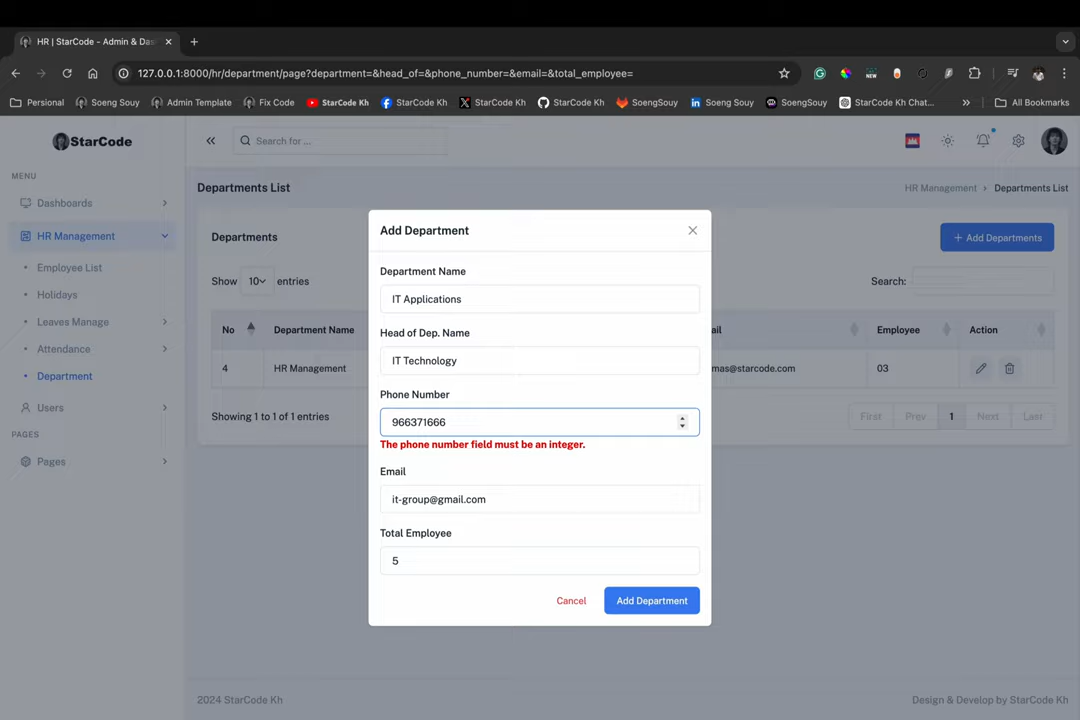 HR | StarCode - Admin & Das
127.0.0.1:8000/hr/department/page?department=&head_of=&phone_number=&email=&total_employee=
Personal
Soeng Souy
Admin Template
Fix Code
StarCode Kh
StarCode Kh
StarCode Kh
StarCode Kh
SoengSouy
Soeng Souy
SoengSouy
StarCode Kh Chat...
All Bookmarks
StarCode
Search for ...
MENU
Dashboards
HR Management
Employee List
Holidays
Leaves Manage
Attendance
Department
Users
PAGES
Pages
Departments List
HR Management
Departments List
Departments
Add Departments
Show 10 entries
Search:
No
Department Name
ail
Employee
Action
4
HR Management
mas@starcode.com
03
Showing 1 to 1 of 1 entries
First
Prev
1
Next
Last
Add Department
Department Name
IT Applications
Head of Dep. Name
IT Technology
Phone Number
966371666
The phone number field must be an integer.
Email
it-group@gmail.com
Total Employee
5
Cancel
Add Department
2024 StarCode Kh
Design & Develop by StarCode Kh